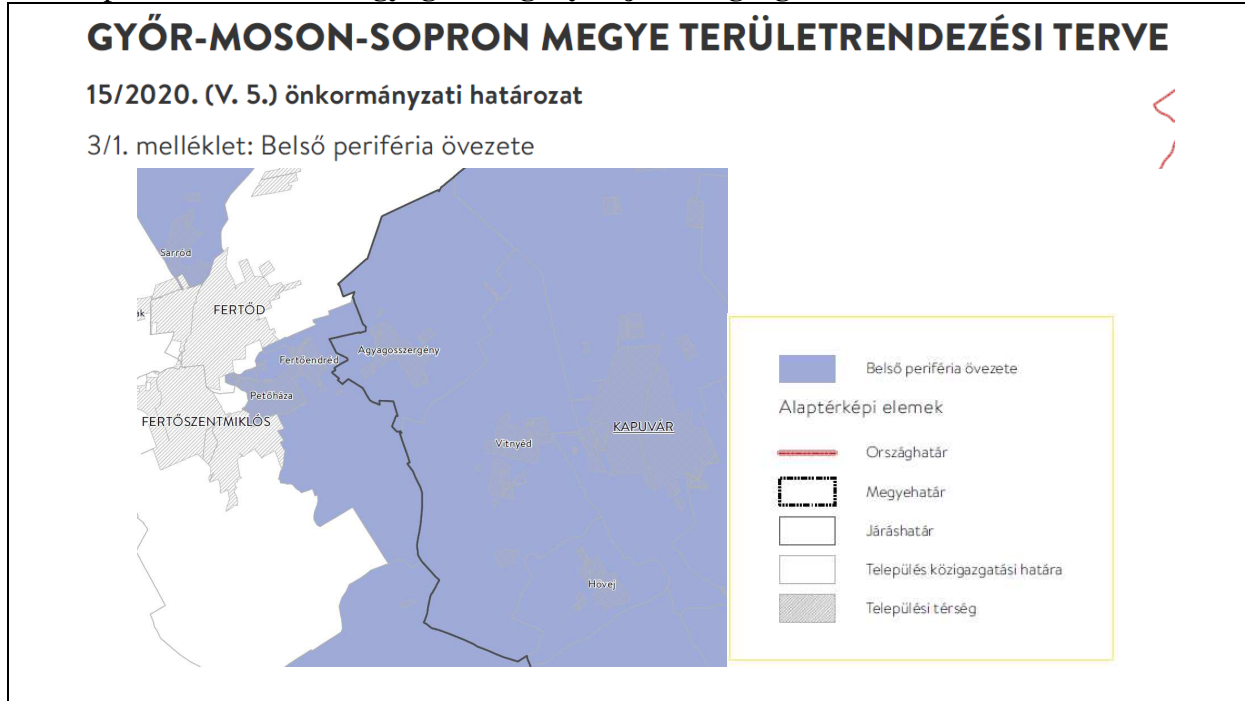 GYŐR-MOSON-SOPRON MEGYE TERÜLETRENDEZÉSI TERVE
15/2020. (V. 5.) önkormányzati határozat
3/1. melléklet: Belső periféria övezete
Sarród
FERTŐD
Agyagosszergeny
Fertőendréd
Petőháza
FERTŐSZENTMIKLÓS
KAPUVÁR
Vitnyéd
Hövej
Belső periféria övezete
Alaptérképi elemek
Országhatár
Megyehatár
Járáshatár
Település közigazgatási határa
Települési térség